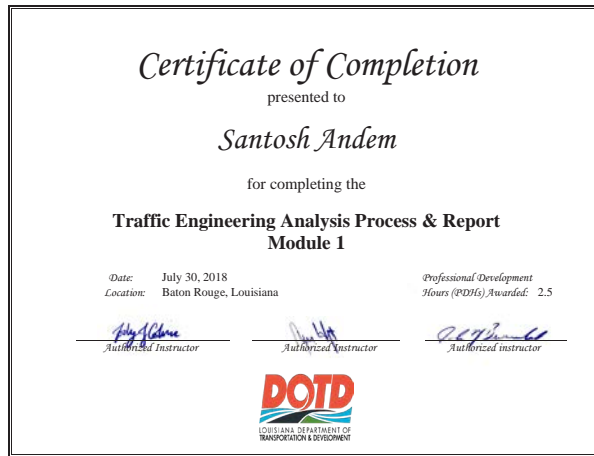 Certificate of Completion
presented to
Santosh Andem
for completing the
Traffic Engineering Analysis Process & Report
Module 1
Date: July 30, 2018
Location: Baton Rouge, Louisiana
Professional Development
Hours (PDHs) Awarded: 2.5
Authorized Instructor
Authorized Instructor
Authorized instructor
DOTD
LOUISIANA DEPARTMENT OF
TRANSPORTATION & DEVELOPMENT